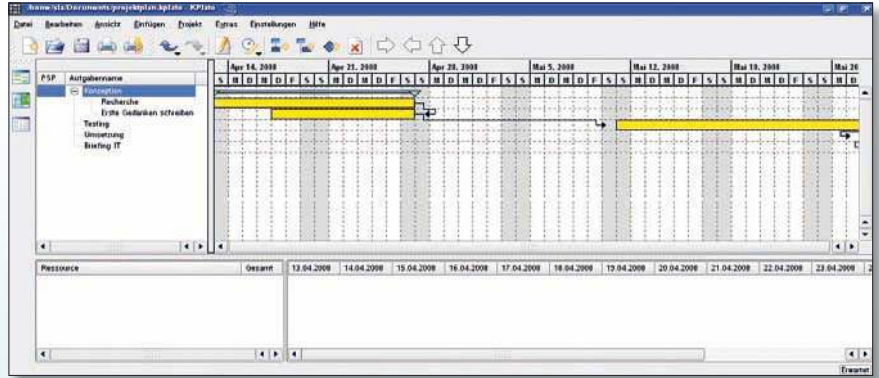 /home/sla/Documents/projektplan.kplato - KPlato
Datei Bearbeiten Ansicht Einfügen Projekt Extras Einstellungen Hilfe
Apr 14, 2008 Apr 21, 2008 Apr 28, 2008 Mai 5, 2008 Mai 12, 2008 Mai 19, 2008 Mai 26
PSP Aufgabenname S M D M D F S S M D M D F S S M D M D F S S M D M D F S S M D M D F S S M D M D F S S M D
Konzeption
Recherche
Erste Gedanken schreiben
Testing
Umsetzung
Briefing IT
Ressource Gesamt 13.04.2008 14.04.2008 15.04.2008 16.04.2008 17.04.2008 18.04.2008 19.04.2008 20.04.2008 21.04.2008 22.04.2008 23.04.2008 2
Erwartet